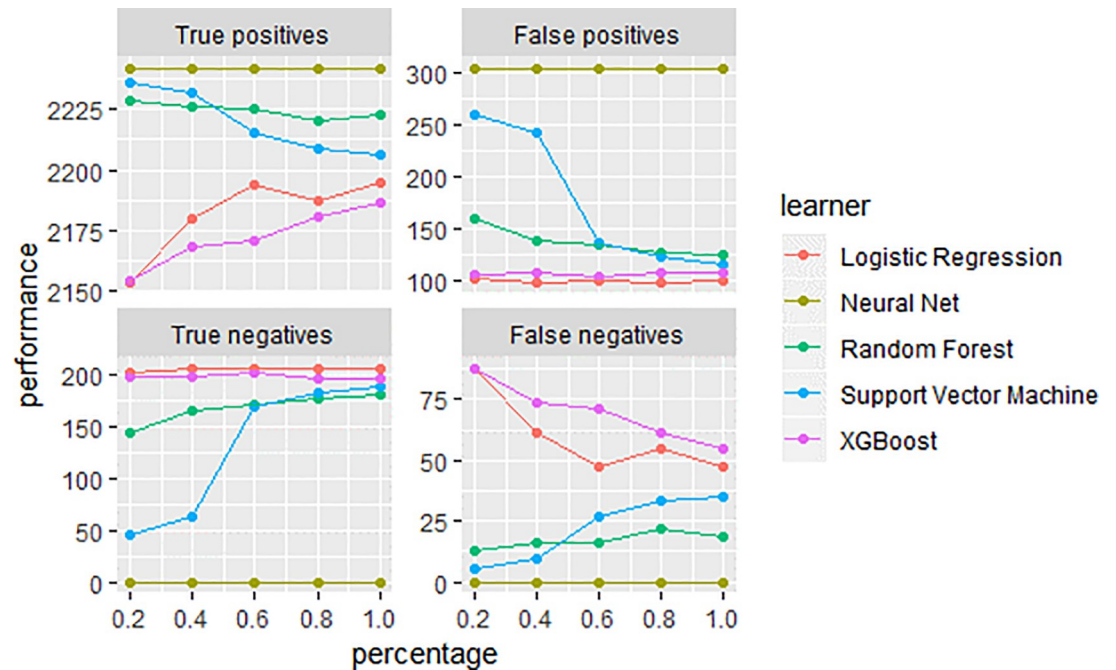 True positives
False positives
2225
2200
2175
2150
300
250
200
150
100
True negatives
False negatives
200
150
100
50
0
75
50
25
0
0.2 0.4 0.6 0.8 1.0
0.2 0.4 0.6 0.8 1.0
performance
percentage
learner
Logistic Regression
Neural Net
Random Forest
Support Vector Machine
XGBoost